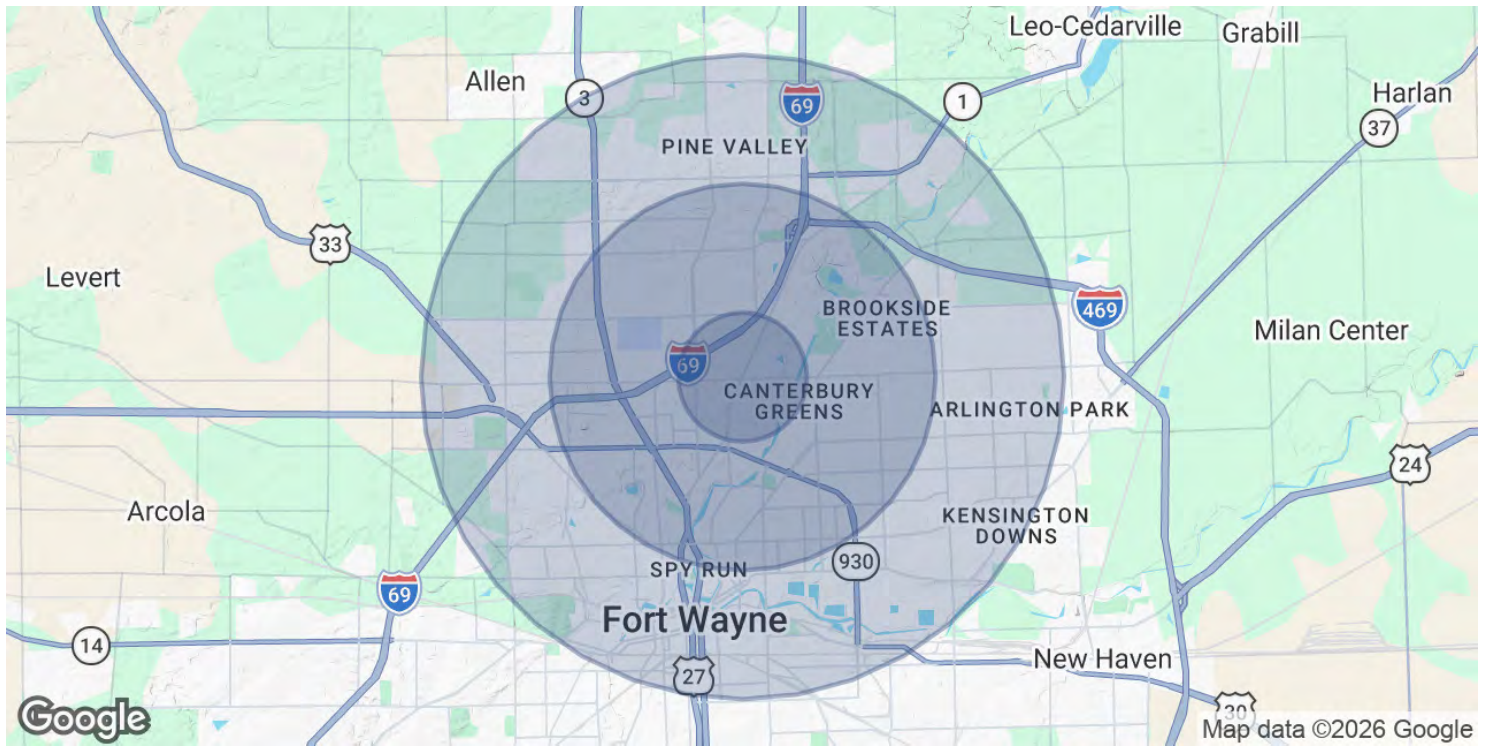 Leo-Cedarville
Grabill
Allen
3
69
1
Harlan
37
PINE VALLEY
33
Levert
BROOKSIDE
ESTATES
469
Milan Center
69
CANTERBURY
GREENS
ARLINGTON PARK
24
Arcola
KENSINGTON
DOWNS
SPY RUN
930
69
Fort Wayne
14
New Haven
27
30
Google
Map data ©2026 Google